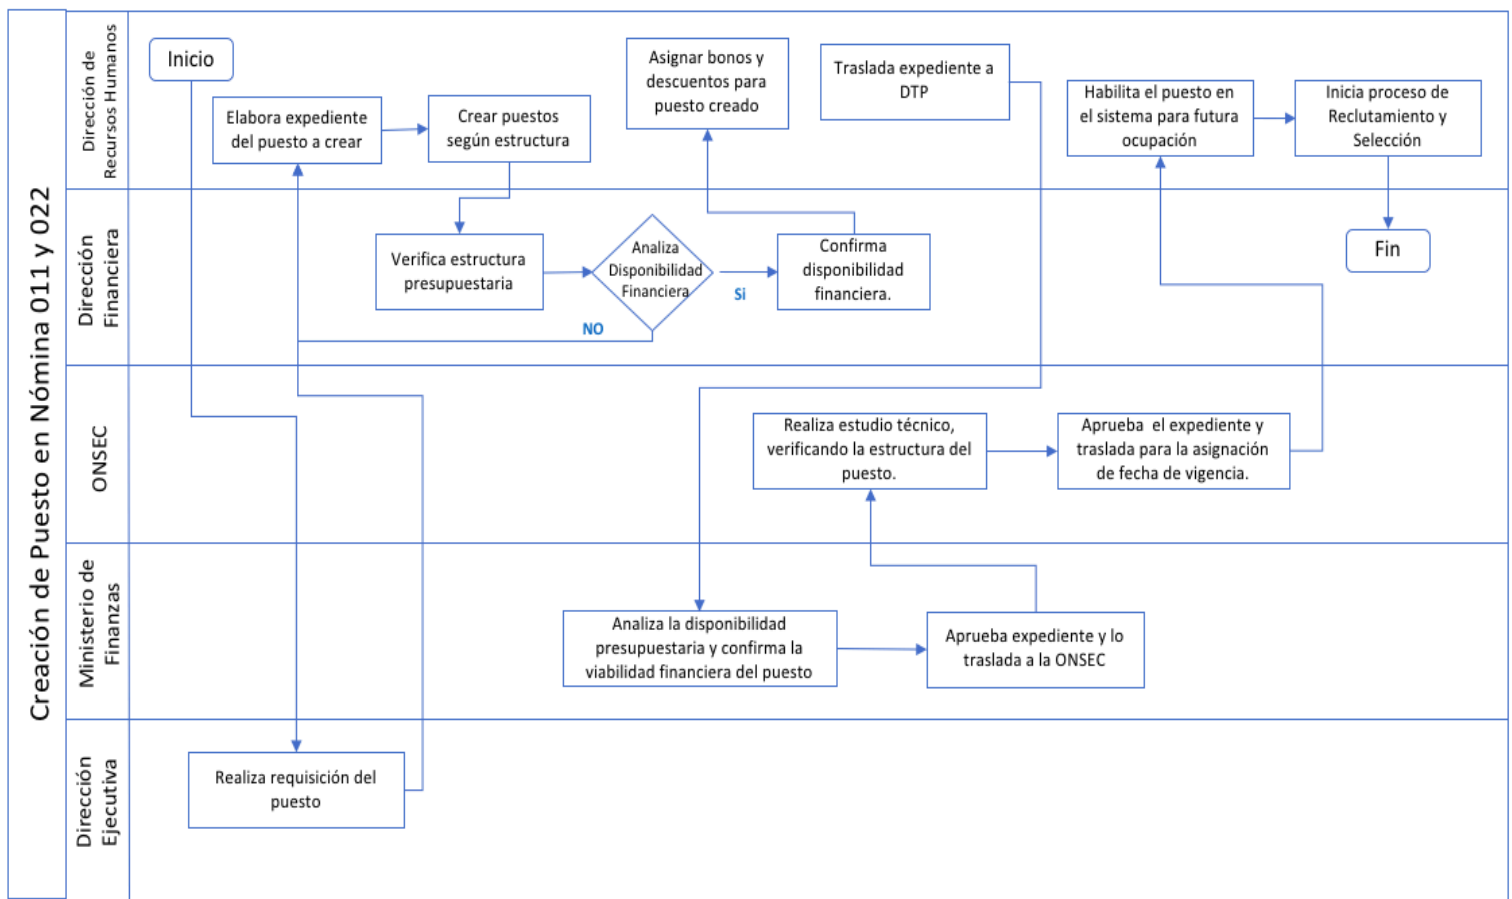 Creación de Puesto en Nómina 011 y 022
Dirección de
Recursos Humanos
Inicio
Elabora expediente
del puesto a crear
Crear puestos
según estructura
Asignar bonos y
descuentos para
puesto creado
Traslada expediente a
DTP
Habilita el puesto en
el sistema para futura
ocupación
Inicia proceso de
Reclutamiento y
Selección
Dirección
Financiera
Verifica estructura
presupuestaria
Analiza
Disponibilidad
Financiera
Si
NO
Confirma
disponibilidad
financiera.
Fin
ONSEC
Realiza estudio técnico,
verificando la estructura del
puesto.
Aprueba el expediente y
traslada para la asignación
de fecha de vigencia.
Ministerio de
Finanzas
Analiza la disponibilidad
presupuestaria y confirma la
viabilidad financiera del puesto
Aprueba expediente y lo
traslada a la ONSEC
Dirección
Ejecutiva
Realiza requisición del
puesto